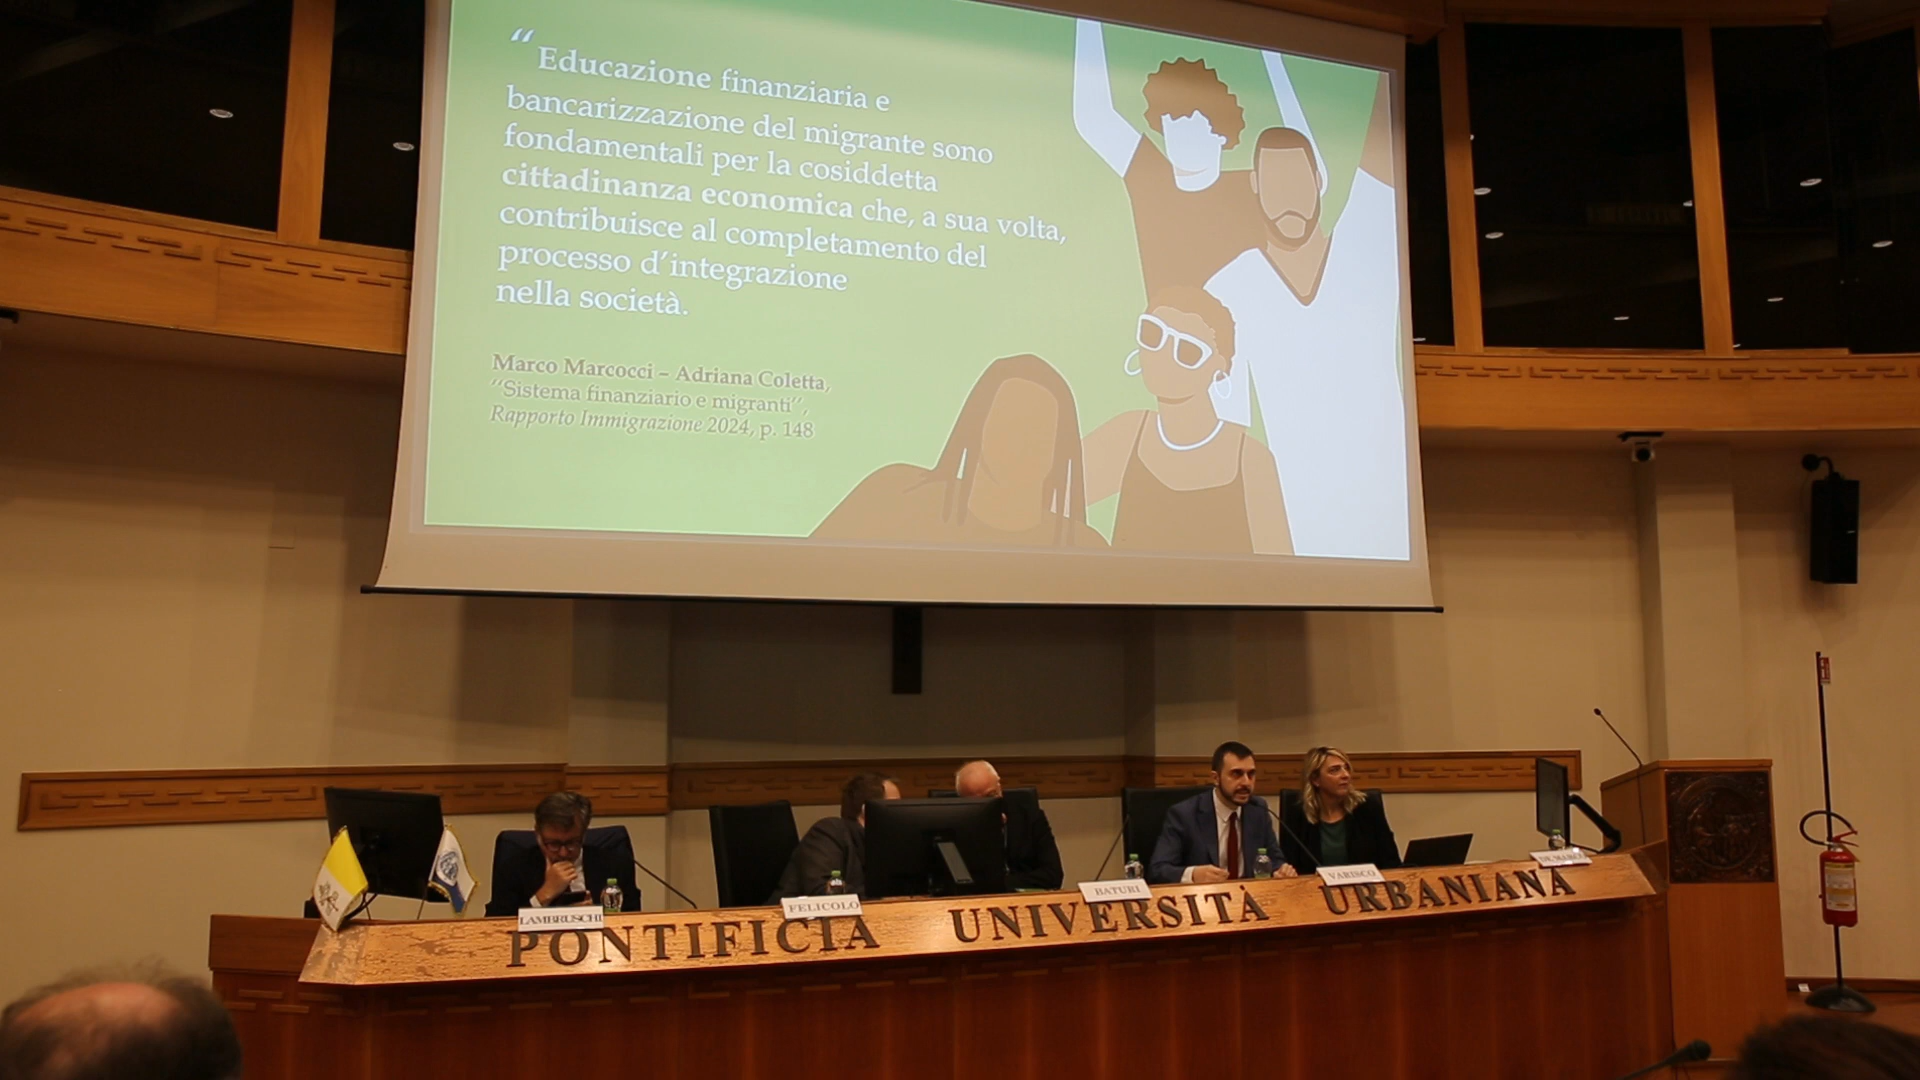 “Educazione finanziaria e
bancarizzazione del migrante sono
fondamentali per la cosiddetta
cittadinanza economica che, a sua volta,
contribuisce al completamento del
processo d’integrazione
nella società.
Marco Marcocci – Adriana Coletta,
“Sistema finanziario e migranti”,
Rapporto Immigrazione 2024, p. 148
LAMBRUSCHI
FELICOLO
BATURI
VARISCO
DE MARCO
PONTIFICIA UNIVERSITÀ URBANIANA